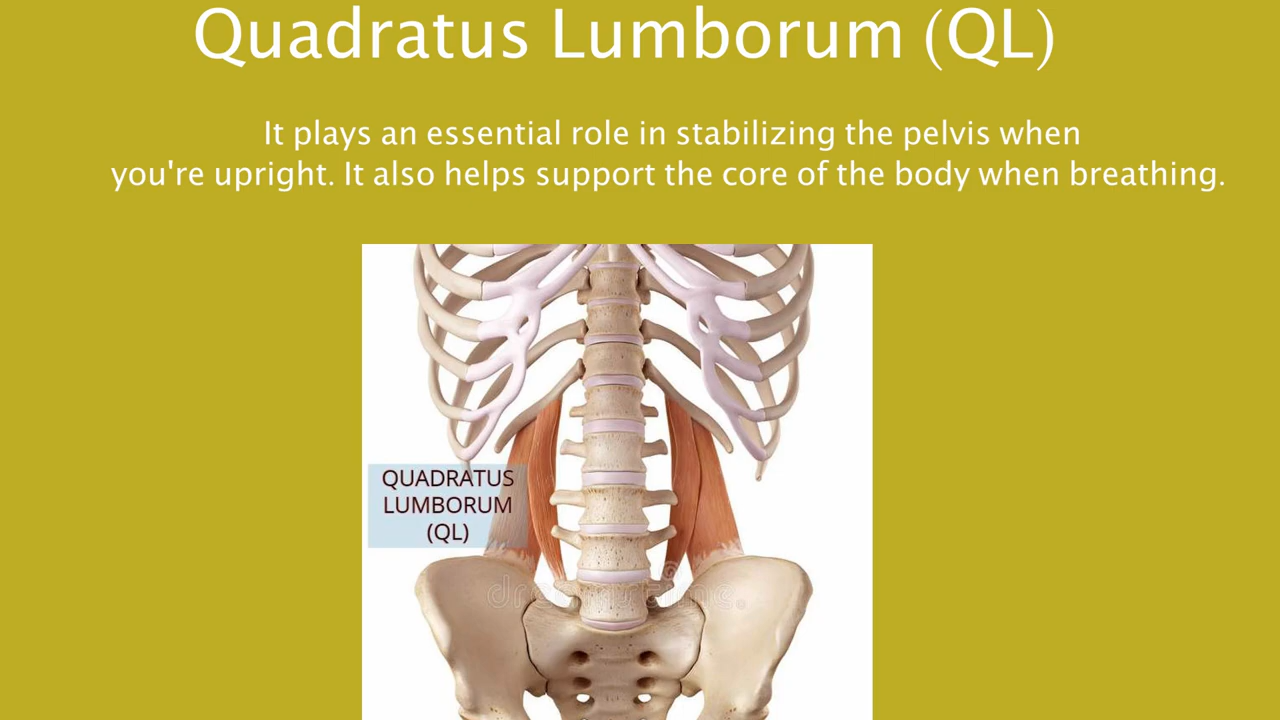 Quadratus Lumborum (QL)
It plays an essential role in stabilizing the pelvis when
you're upright. It also helps support the core of the body when breathing.
QUADRATUS
LUMBORUM
(QL)
dreamstime.